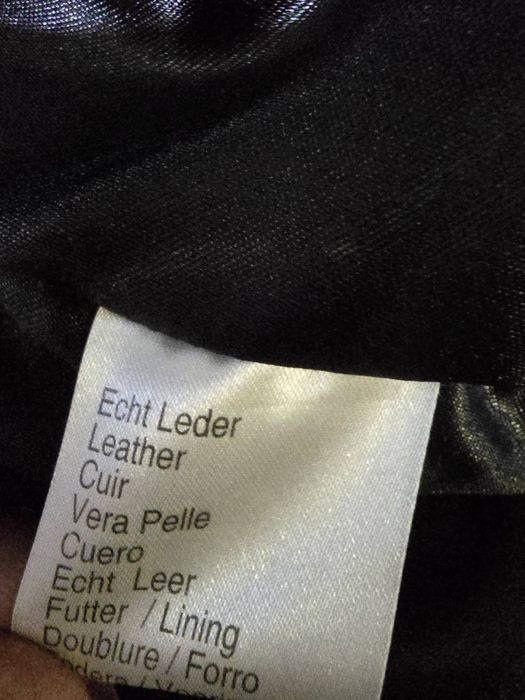 Echt Leder
Leather
Cuir
Vera Pelle
Cuero
Echt Leer
Futter / Lining
Doublure / Forro